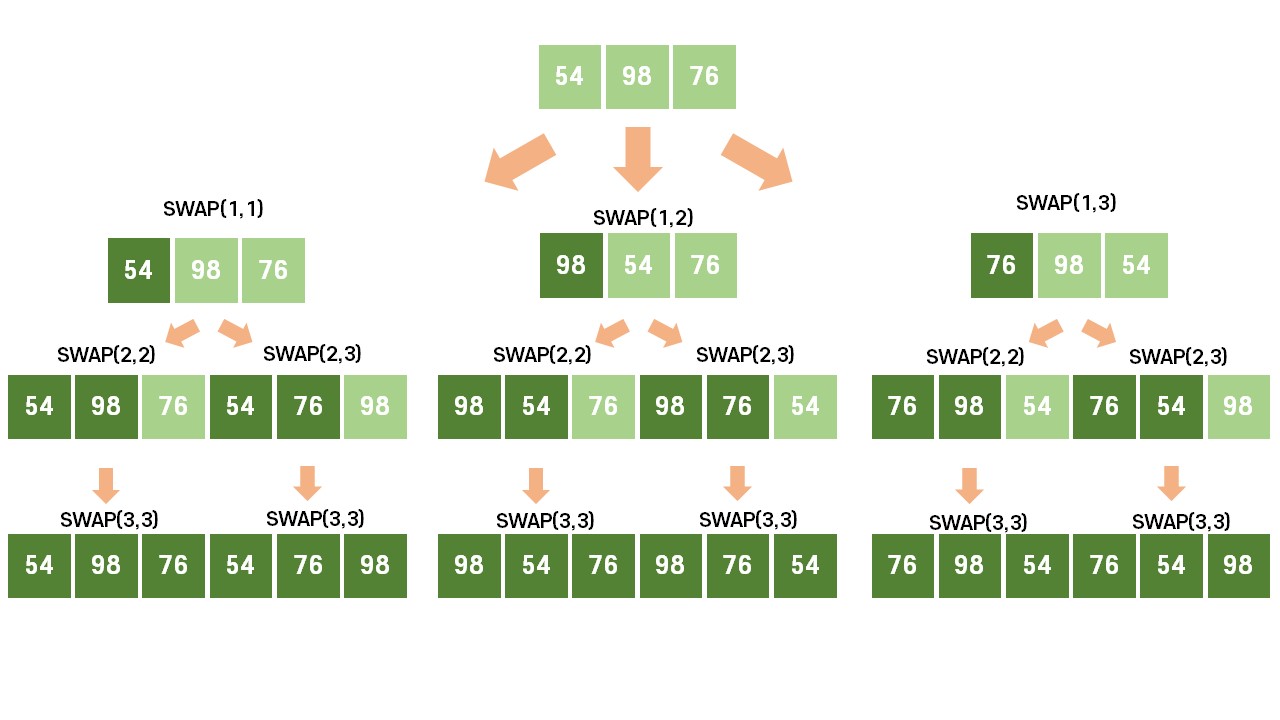 54 98 76
SWAP(1,1)
SWAP(1,2)
SWAP(1,3)
54 98 76
98 54 76
76 98 54
SWAP(2,2) SWAP(2,3)
SWAP(2,2) SWAP(2,3)
SWAP(2,2) SWAP(2,3)
54 98 76 54 76 98
98 54 76 98 76 54
76 98 54 76 54 98
SWAP(3,3) SWAP(3,3)
SWAP(3,3) SWAP(3,3)
SWAP(3,3) SWAP(3,3)
54 98 76 54 76 98
98 54 76 98 76 54
76 98 54 76 54 98